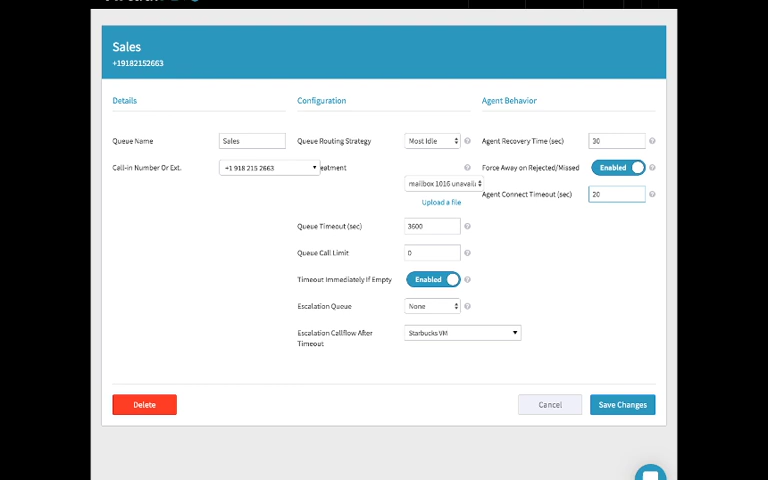 Sales
+19182152663
Details
Configuration
Agent Behavior
Queue Name
Sales
Queue Routing Strategy
Most Idle
Agent Recovery Time (sec)
30
Call-in Number Or Ext.
+1 918 215 2663
eatment
Force Away on Rejected/Missed
Enabled
mailbox 1016 unavail
Upload a file
Agent Connect Timeout (sec)
20
Queue Timeout (sec)
3600
Queue Call Limit
0
Timeout Immediately If Empty
Enabled
Escalation Queue
None
Escalation Callflow After
Timeout
Starbucks VM
Delete
Cancel
Save Changes